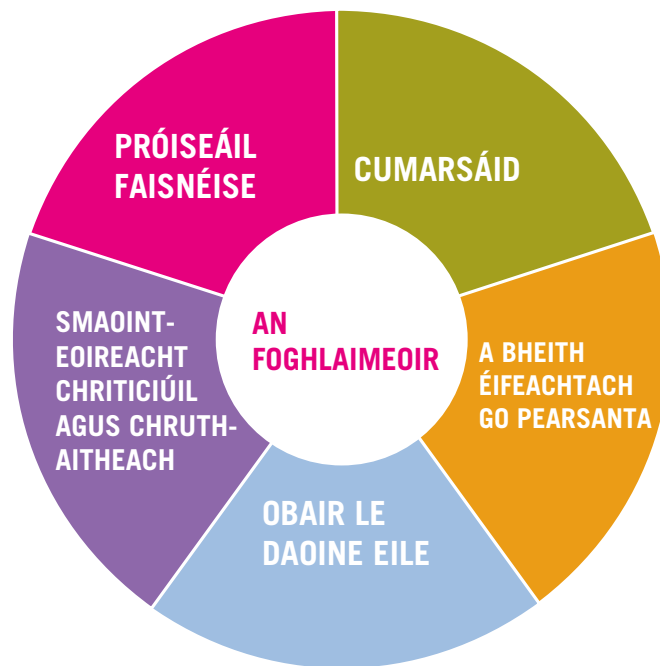 PRÓISEÁIL
FAISNÉISE
CUMARSÁID
SMAOINT-
EOIREACHT
CHRITICIÚIL
AGUS CHRUTH-
AITHEACH
AN
FOGHLAIMEOIR
A BHEITH
ÉIFEACHTACH
GO PEARSANTA
OBAIR LE
DAOINE EILE